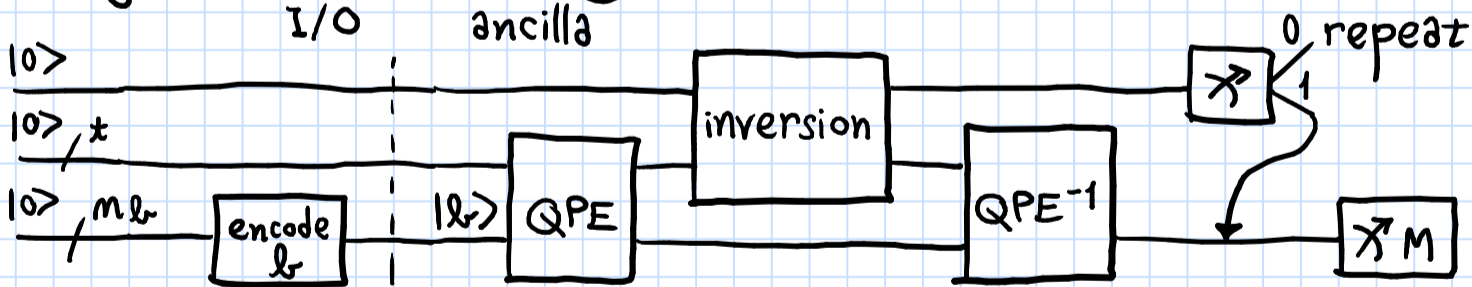 I/O ancilla
|0>
|0> t
|0> nb
encode
b
|b>
QPE
inversion
QPE⁻¹
0 repeat
1
M